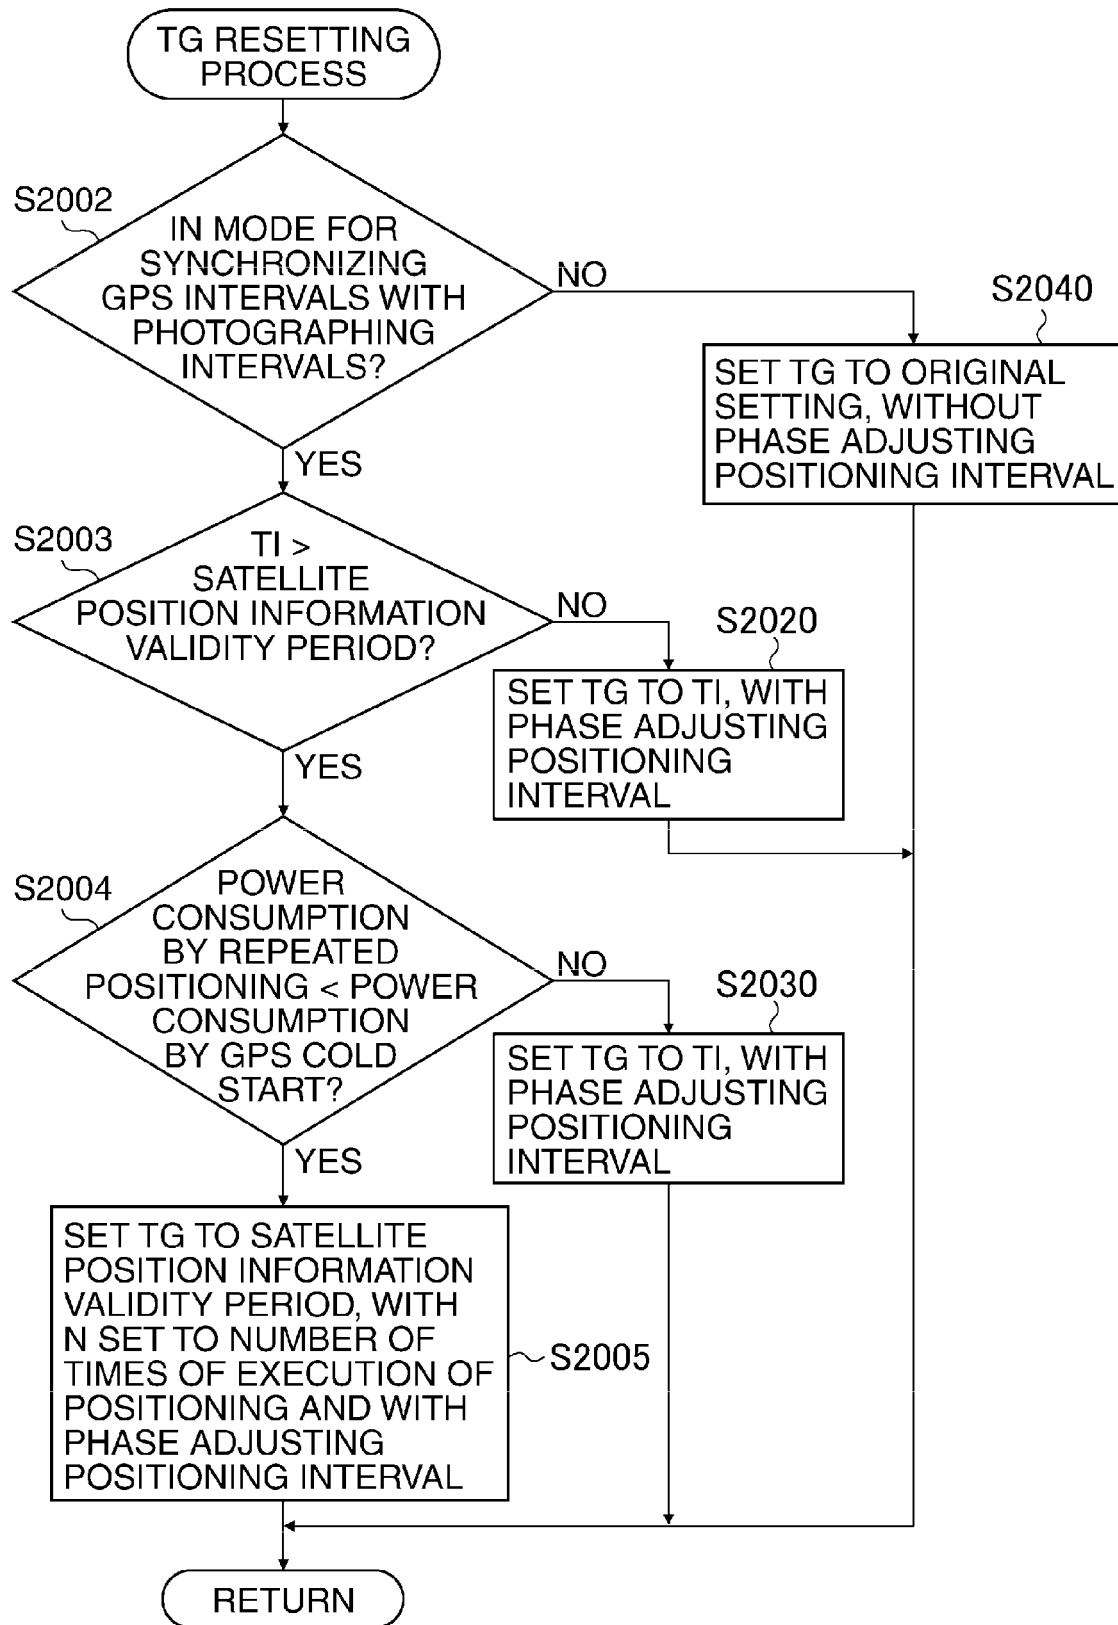 TG RESETTING
PROCESS
S2002
IN MODE FOR
SYNCHRONIZING
GPS INTERVALS WITH
PHOTOGRAPHING
INTERVALS?
NO
S2040
SET TG TO ORIGINAL
SETTING, WITHOUT
PHASE ADJUSTING
POSITIONING INTERVAL
YES
S2003
TI >
SATELLITE
POSITION INFORMATION
VALIDITY PERIOD?
NO
S2020
SET TG TO TI, WITH
PHASE ADJUSTING
POSITIONING
INTERVAL
YES
S2004
POWER
CONSUMPTION
BY REPEATED
POSITIONING < POWER
CONSUMPTION
BY GPS COLD
START?
NO
S2030
SET TG TO TI, WITH
PHASE ADJUSTING
POSITIONING
INTERVAL
YES
SET TG TO SATELLITE
POSITION INFORMATION
VALIDITY PERIOD, WITH
N SET TO NUMBER OF
TIMES OF EXECUTION OF
POSITIONING AND WITH
PHASE ADJUSTING
POSITIONING INTERVAL
S2005
RETURN